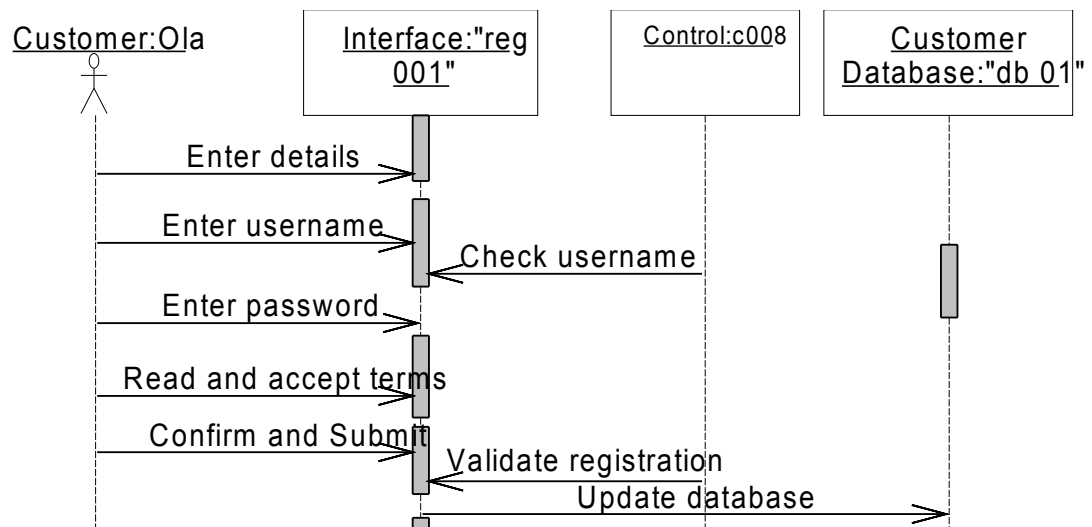 Customer:Ola
Interface:"reg
001"
Control:c008
Customer
Database:"db 01"
Enter details
Enter username
Check username
Enter password
Read and accept terms
Confirm and Submit
Validate registration
Update database